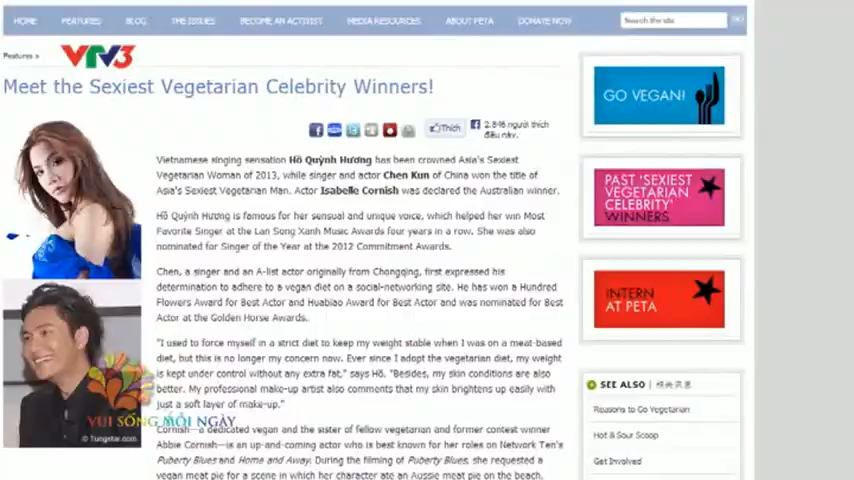 HOME FEATURES BLOG THE ISSUES BECOME AN ACTIVIST MEDIA RESOURCES ABOUT PETA DONATE NOW Search the site GO
Features »
VTV3
Meet the Sexiest Vegetarian Celebrity Winners!
Thích
2.846 người thích
điều này.
Vietnamese singing sensation Hồ Quỳnh Hương has been crowned Asia's Sexiest
Vegetarian Woman of 2013, while singer and actor Chen Kun of China won the title of
Asia's Sexiest Vegetarian Man. Actor Isabelle Cornish was declared the Australian winner.
Hồ Quỳnh Hương is famous for her sensual and unique voice, which helped her win Most
Favorite Singer at the Lan Song Xanh Music Awards four years in a row. She was also
nominated for Singer of the Year at the 2012 Commitment Awards.
Chen, a singer and an A-list actor originally from Chongqing, first expressed his
determination to adhere to a vegan diet on a social-networking site. He has won a Hundred
Flowers Award for Best Actor and Huabiao Award for Best Actor and was nominated for Best
Actor at the Golden Horse Awards.
"I used to force myself in a strict diet to keep my weight stable when I was on a meat-based
diet, but this is no longer my concern now. Ever since I adopt the vegetarian diet, my weight
is kept under control without any extra fat," says Hồ. "Besides, my skin conditions are also
better. My professional make-up artist also comments that my skin brightens up easily with
just a soft layer of make-up."
Cornish—a dedicated vegan and the sister of fellow vegetarian and former contest winner
Abbie Cornish—is an up-and-coming actor who is best known for her roles on Network Ten's
Puberty Blues and Home and Away. During the filming of Puberty Blues, she requested a
vegan meat pie for a scene in which her character ate an Aussie meat pie on the beach.
VUI SỐNG MỖI NGÀY
© Tungstar.com
GO VEGAN!
PAST 'SEXIEST
VEGETARIAN
CELEBRITY'
WINNERS
INTERN
AT PETA
SEE ALSO
Reasons to Go Vegetarian
Hot & Sour Scoop
Get Involved